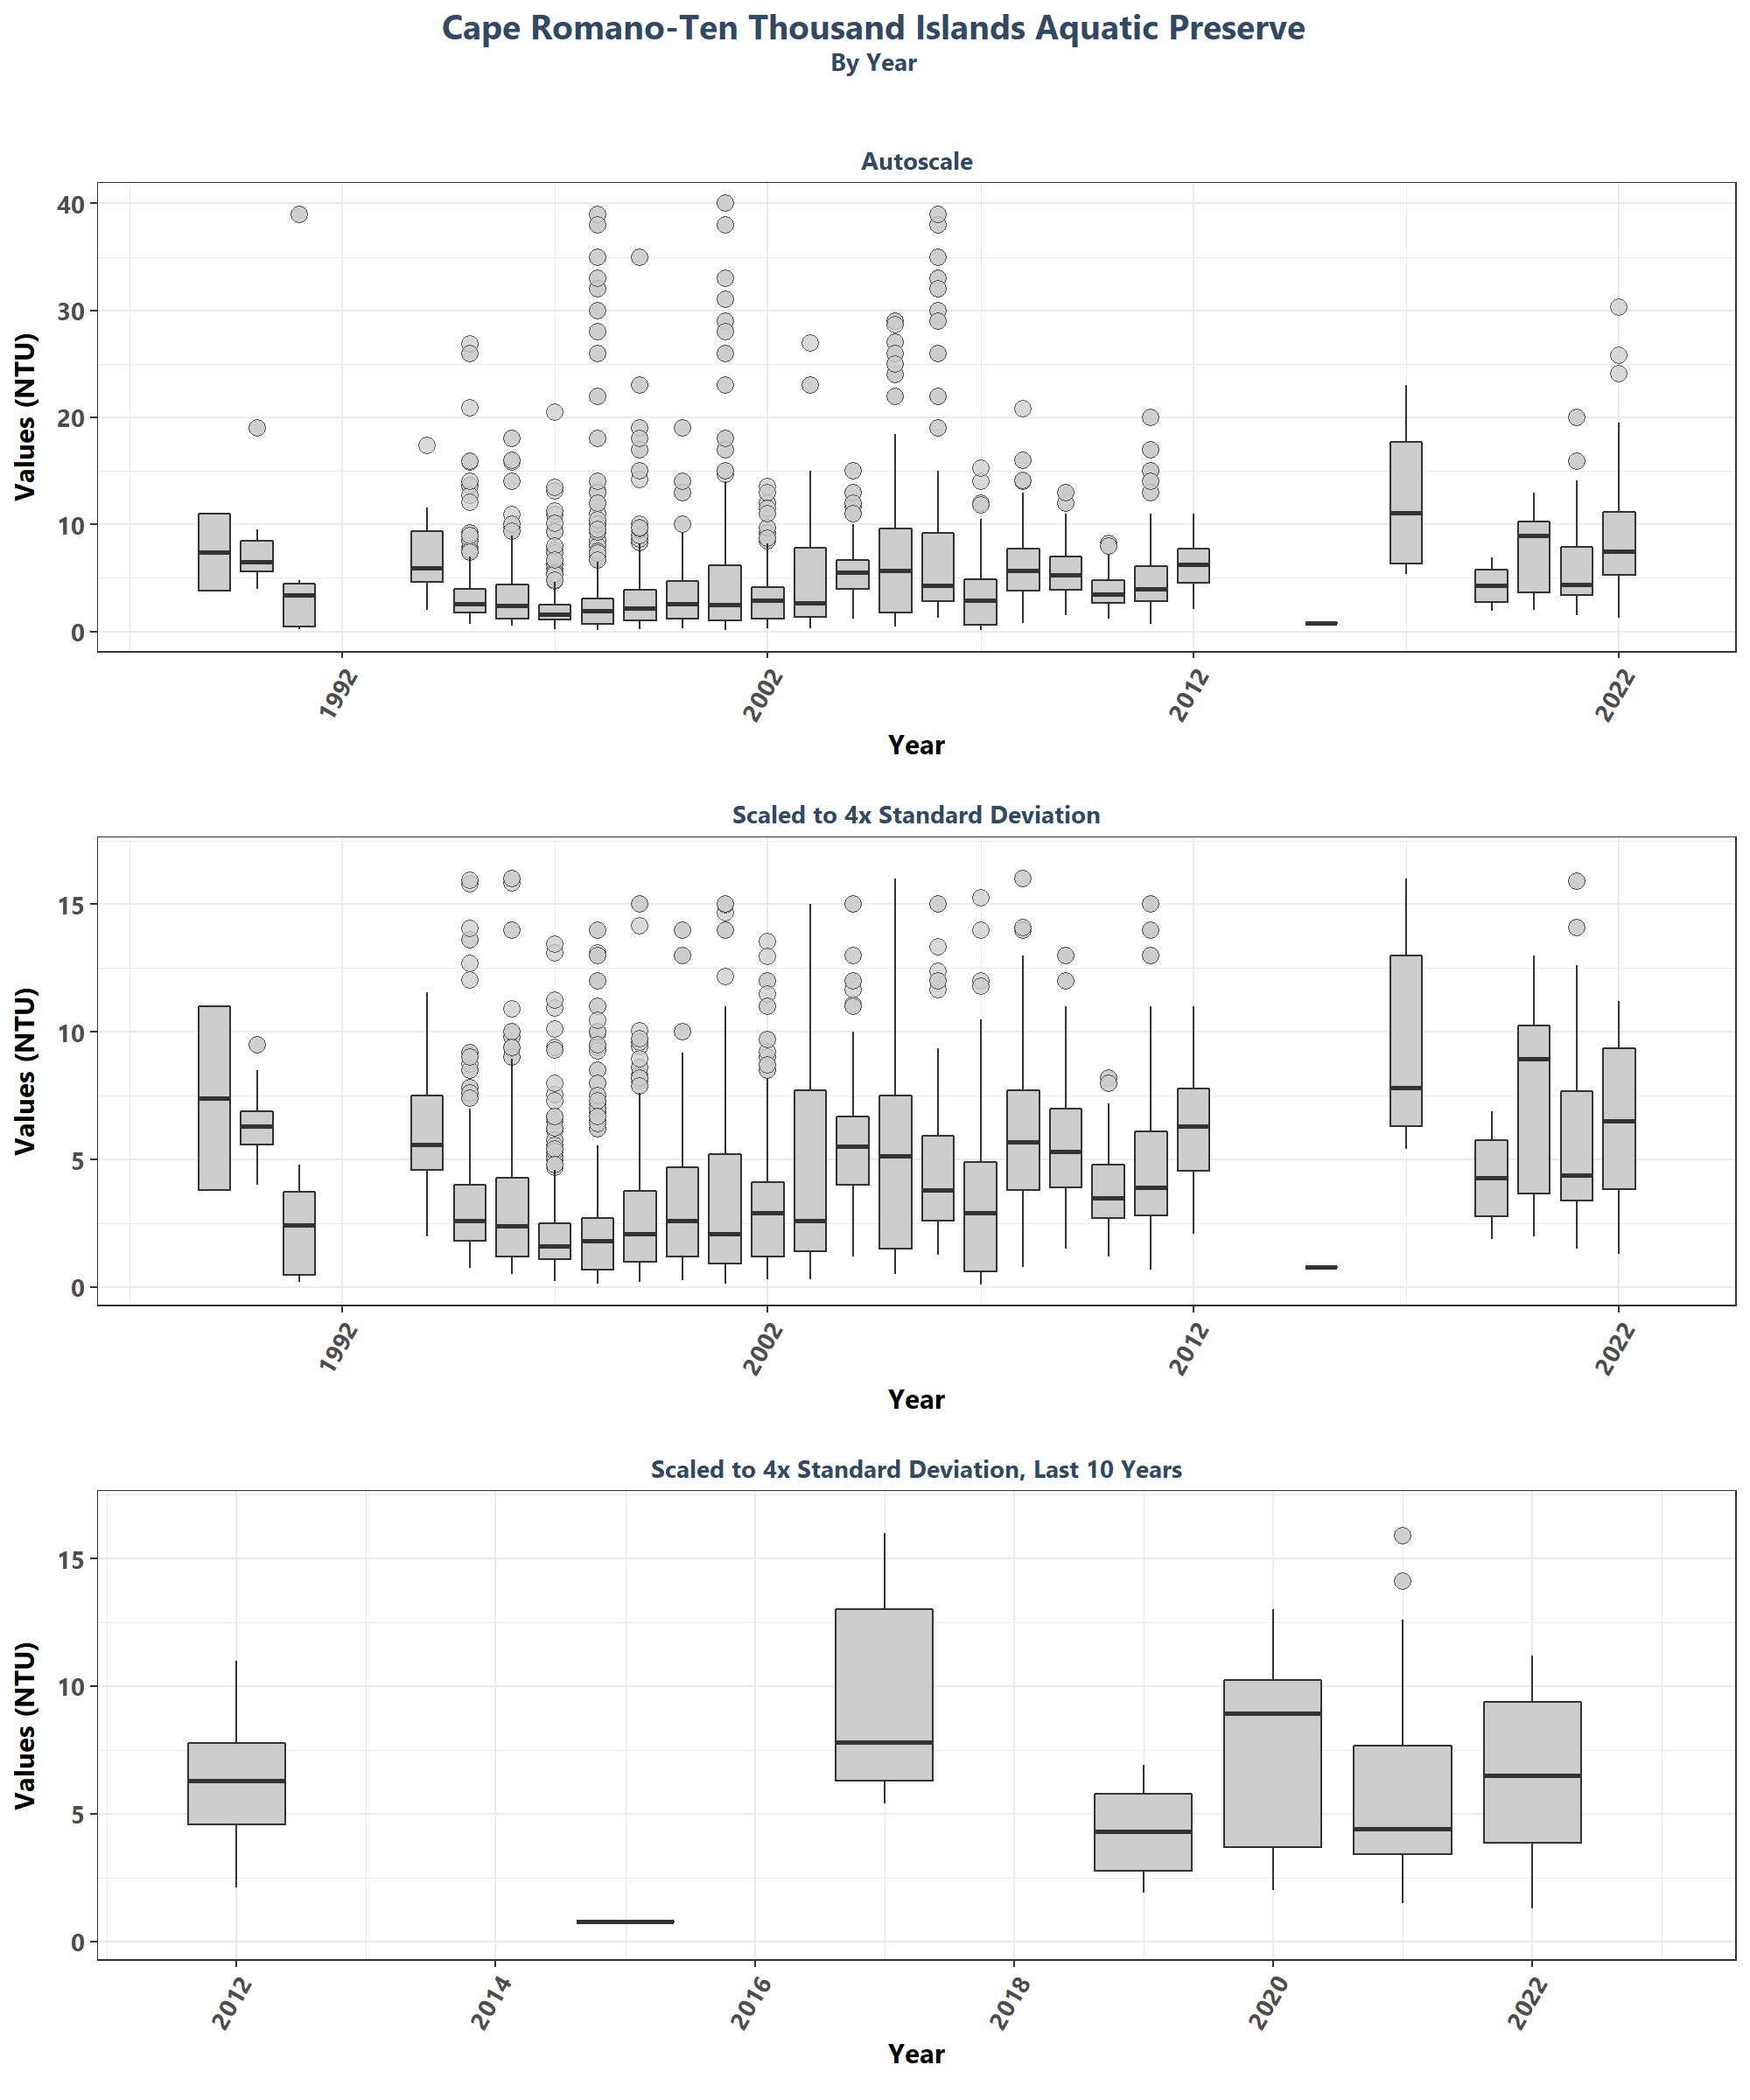 Cape Romano-Ten Thousand Islands Aquatic Preserve
By Year
Autoscale
Values (NTU)
40
30
20
10
0
1992
2002
2012
2022
Year
Scaled to 4x Standard Deviation
Values (NTU)
15
10
5
0
1992
2002
2012
2022
Year
Scaled to 4x Standard Deviation, Last 10 Years
Values (NTU)
15
10
5
0
2012
2014
2016
2018
2020
2022
Year